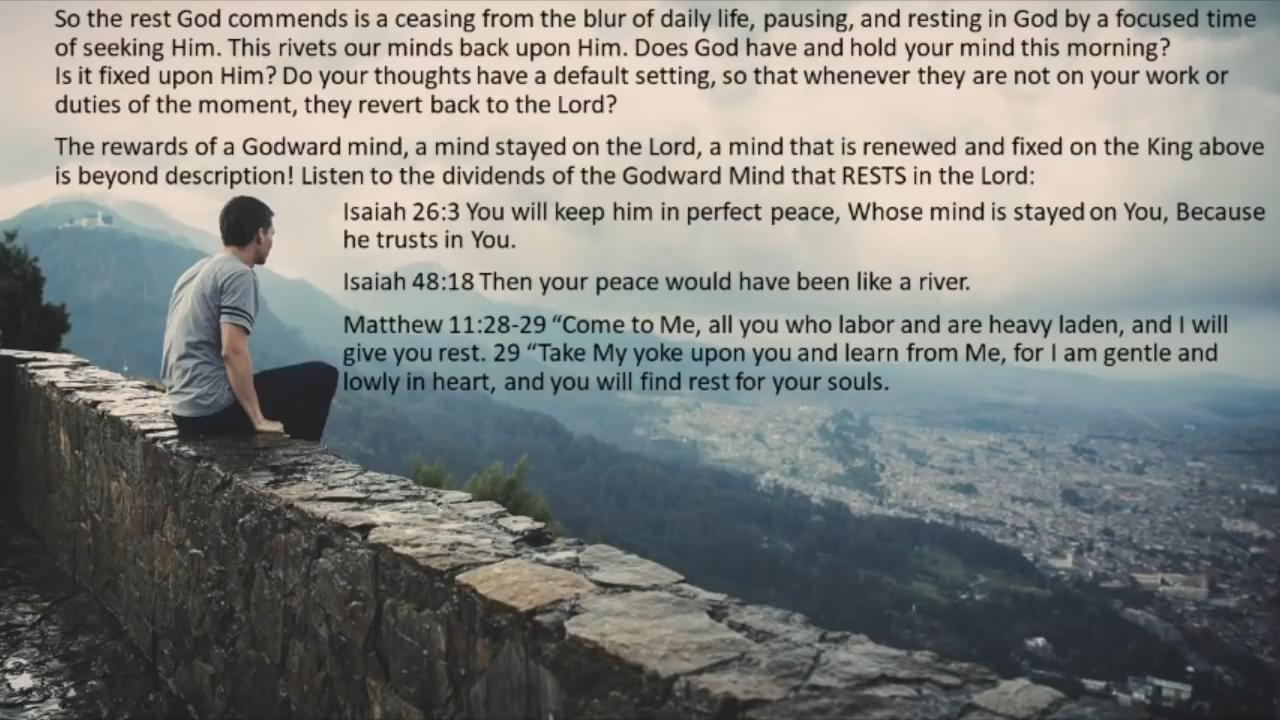 So the rest God commends is a ceasing from the blur of daily life, pausing, and resting in God by a focused time
of seeking Him. This rivets our minds back upon Him. Does God have and hold your mind this morning?
Is it fixed upon Him? Do your thoughts have a default setting, so that whenever they are not on your work or
duties of the moment, they revert back to the Lord?
The rewards of a Godward mind, a mind stayed on the Lord, a mind that is renewed and fixed on the King above
is beyond description! Listen to the dividends of the Godward Mind that RESTS in the Lord:
Isaiah 26:3 You will keep him in perfect peace, Whose mind is stayed on You, Because
he trusts in You.
Isaiah 48:18 Then your peace would have been like a river.
Matthew 11:28-29 “Come to Me, all you who labor and are heavy laden, and I will
give you rest. 29 “Take My yoke upon you and learn from Me, for I am gentle and
lowly in heart, and you will find rest for your souls.